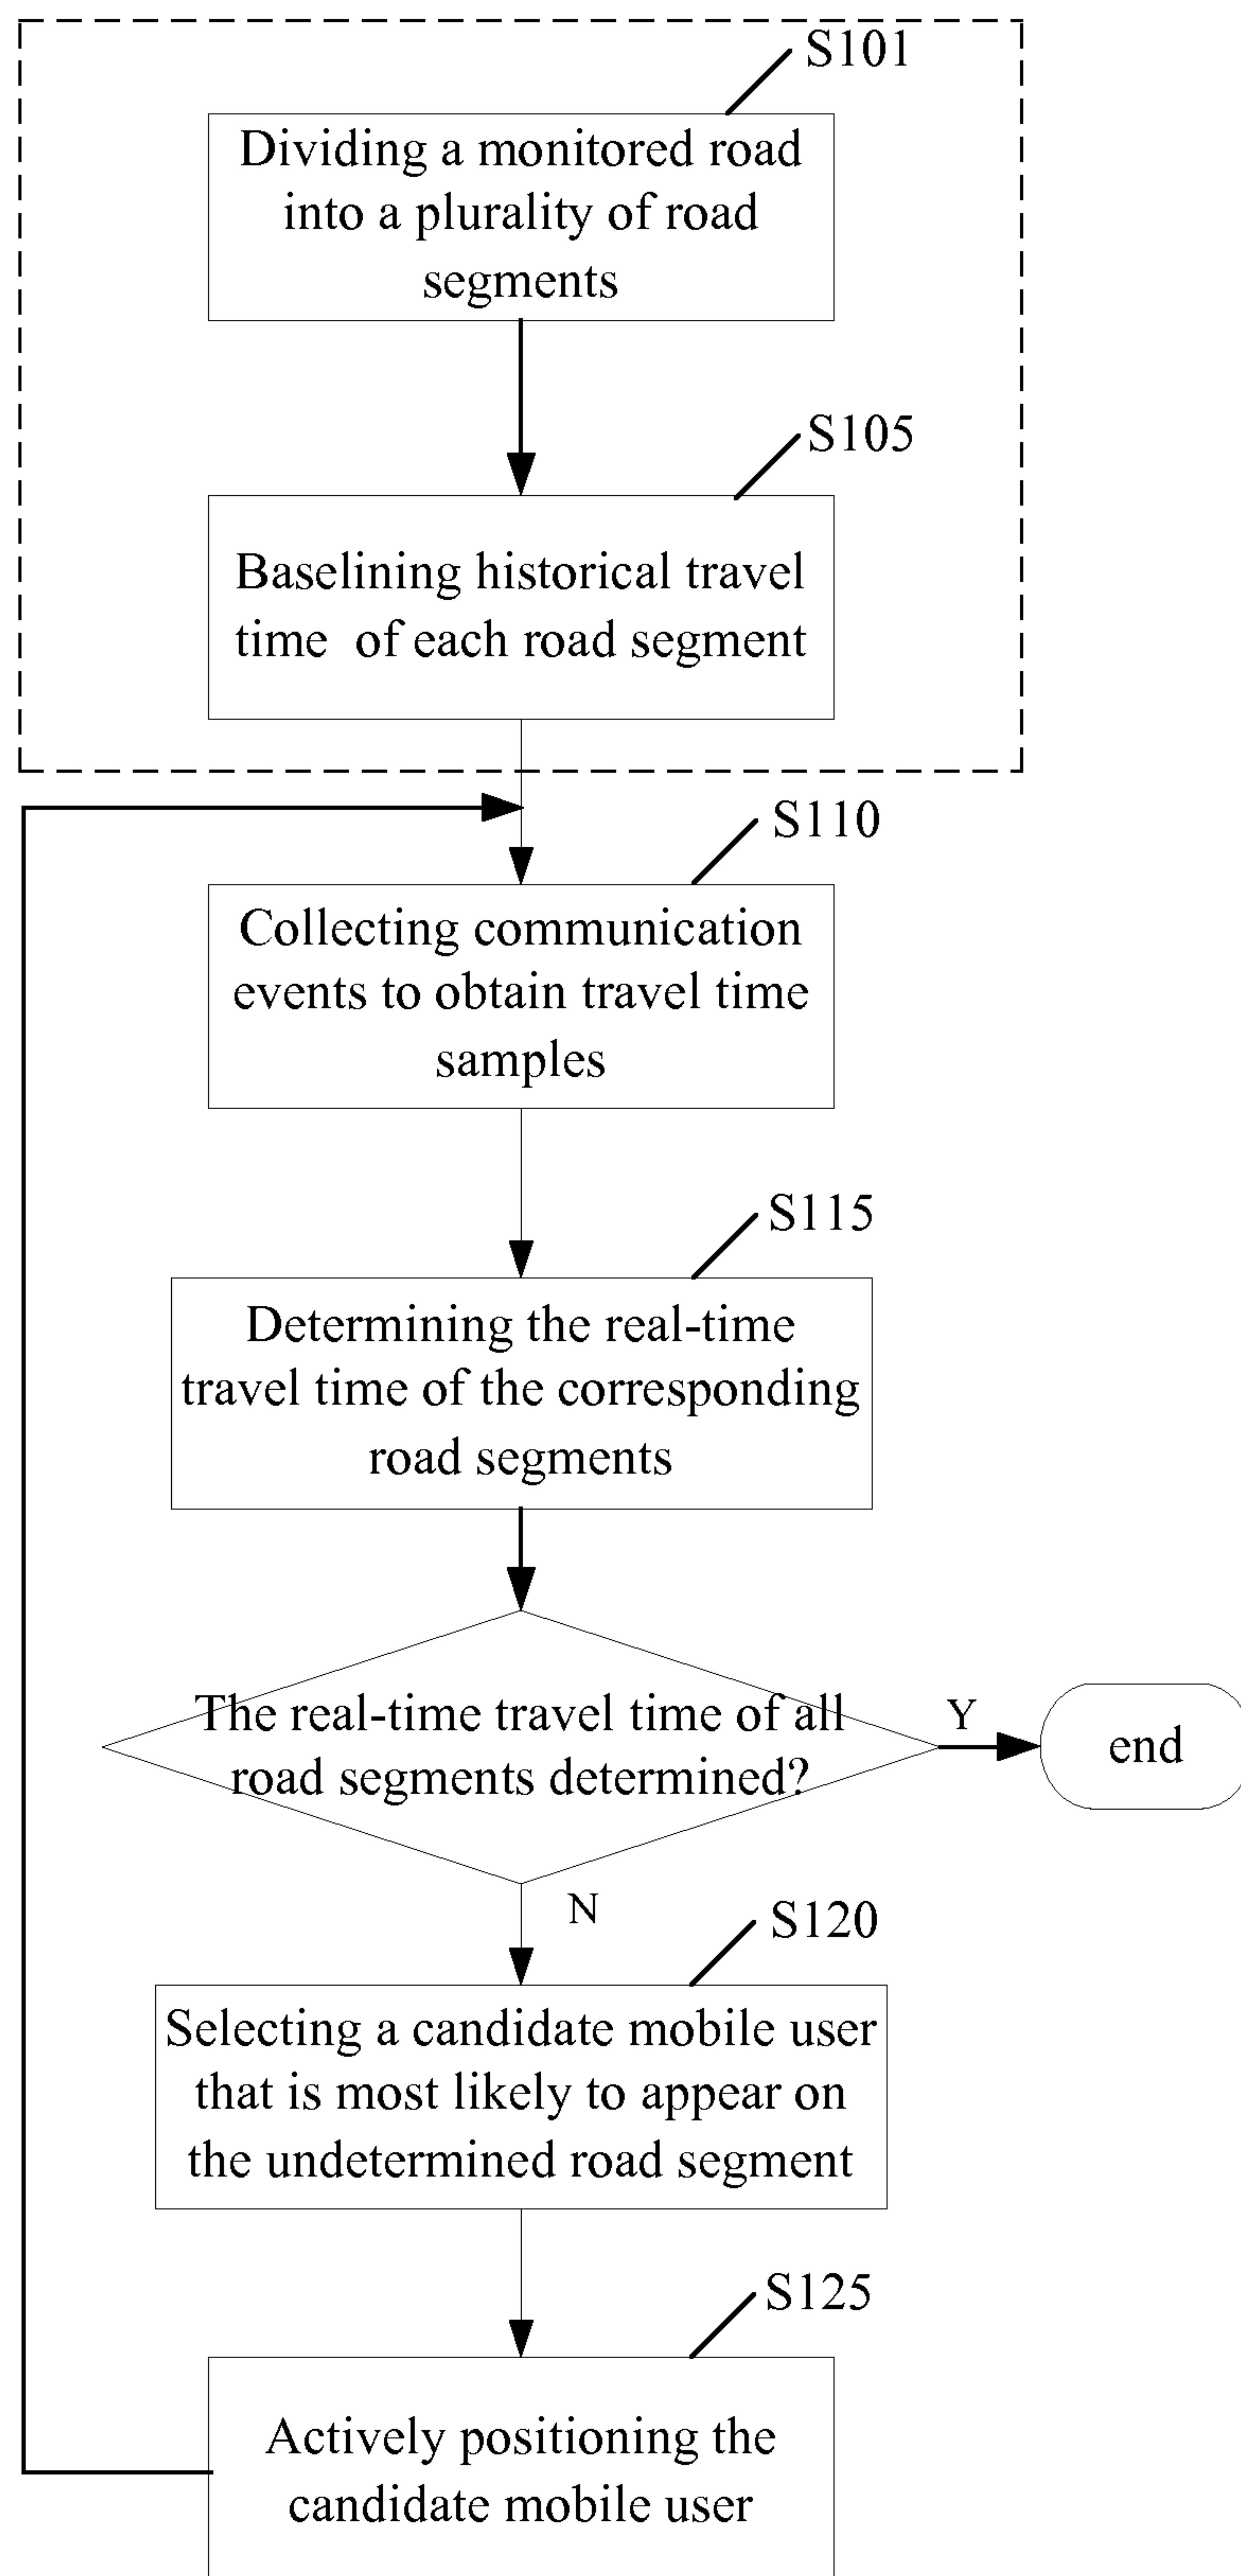 S101
Dividing a monitored road
into a plurality of road
segments
S105
Baselining historical travel
time of each road segment
S110
Collecting communication
events to obtain travel time
samples
S115
Determining the real-time
travel time of the corresponding
road segments
The real-time travel time of all
road segments determined?
Y
end
N
S120
Selecting a candidate mobile user
that is most likely to appear on
the undetermined road segment
S125
Actively positioning the
candidate mobile user